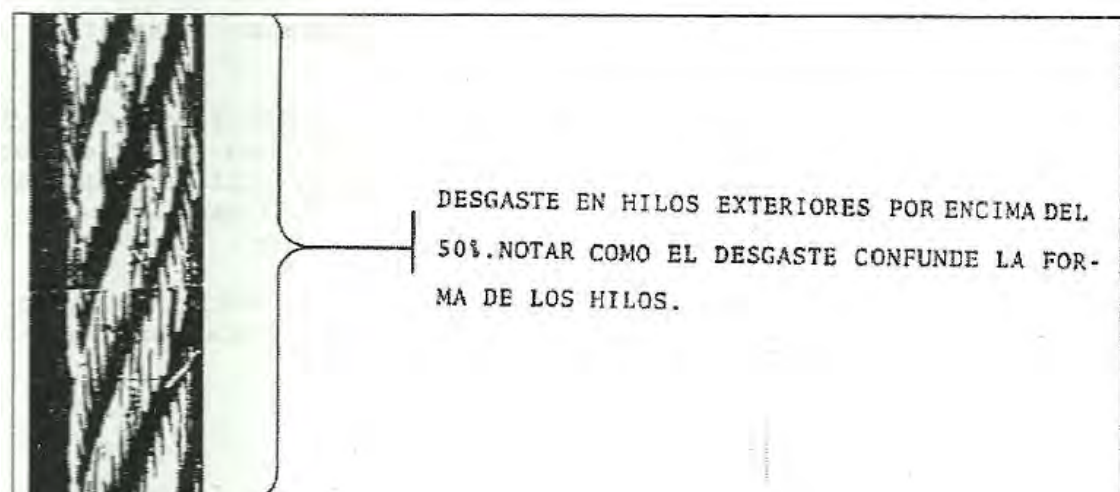 DESGASTE EN HILOS EXTERIORES POR ENCIMA DEL
50%.NOTAR COMO EL DESGASTE CONFUNDE LA FOR-
MA DE LOS HILOS.